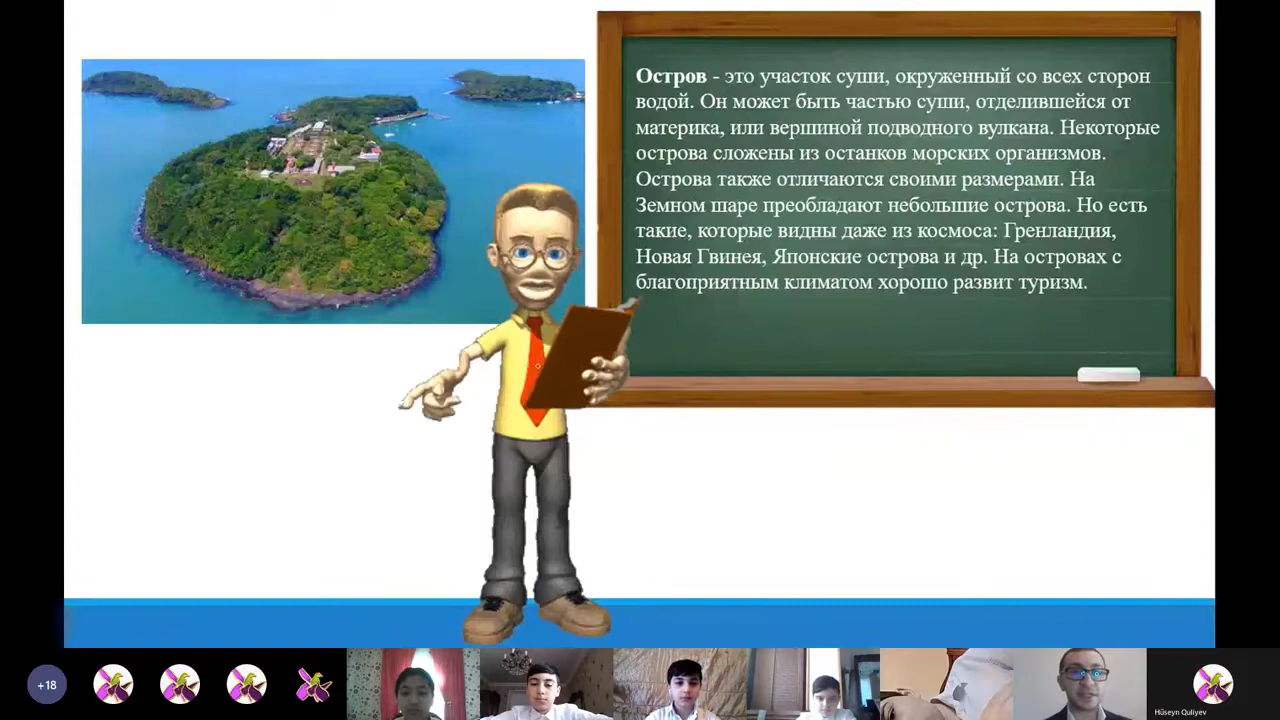 Остров - это участок суши, окруженный со всех сторон
водой. Он может быть частью суши, отделившейся от
материка, или вершиной подводного вулкана. Некоторые
острова сложены из останков морских организмов.
Острова также отличаются своими размерами. На
Земном шаре преобладают небольшие острова. Но есть
такие, которые видны даже из космоса: Гренландия,
Новая Гвинея, Японские острова и др. На островах с
благоприятным климатом хорошо развит туризм.
+18
Hüseyn Quliyev